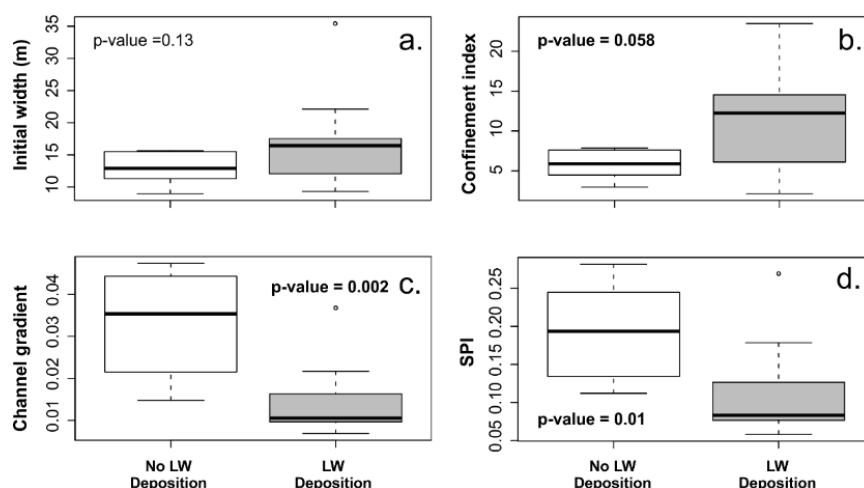 Initial width (m)
35
30
25
20
15
10
p-value =0.13
a.
Confinement index
20
15
10
5
p-value = 0.058
b.
Channel gradient
0.04
0.03
0.02
0.01
p-value = 0.002
c.
No LW
Deposition
LW
Deposition
SPI
0.25
0.20
0.15
0.10
0.05
p-value = 0.01
d.
No LW
Deposition
LW
Deposition